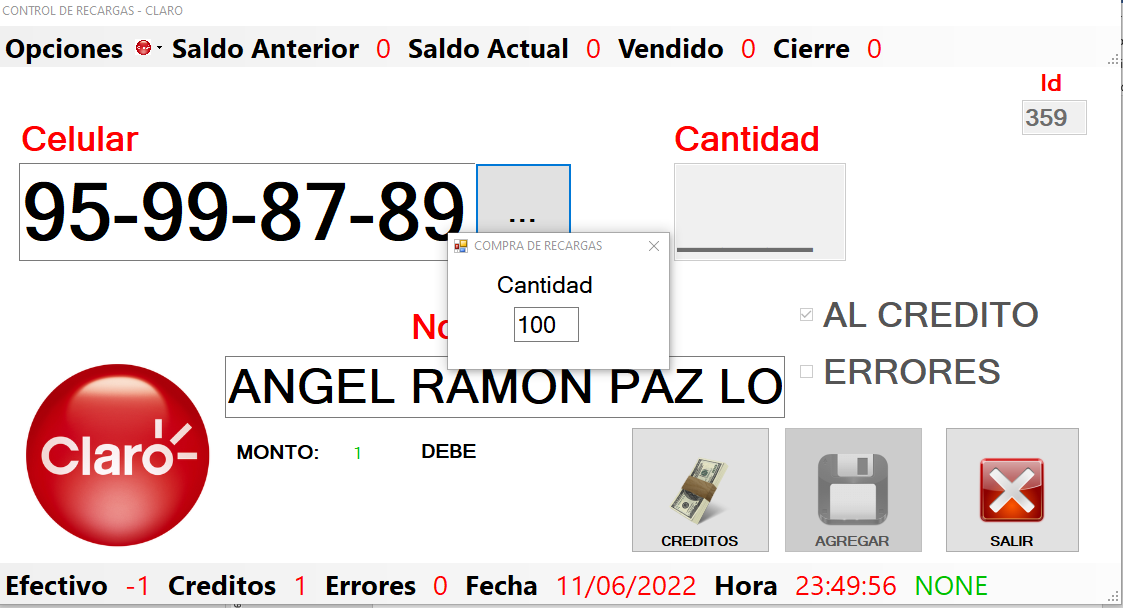 CONTROL DE RECARGAS - CLARO
Opciones Saldo Anterior 0 Saldo Actual 0 Vendido 0 Cierre 0
Id
359
Celular
Cantidad
95-99-87-89
...
COMPRA DE RECARGAS
Cantidad
100
No
AL CREDITO
ERRORES
ANGEL RAMON PAZ LO
Claro
MONTO: 1 DEBE
CREDITOS
AGREGAR
SALIR
Efectivo -1 Creditos 1 Errores 0 Fecha 11/06/2022 Hora 23:49:56 NONE